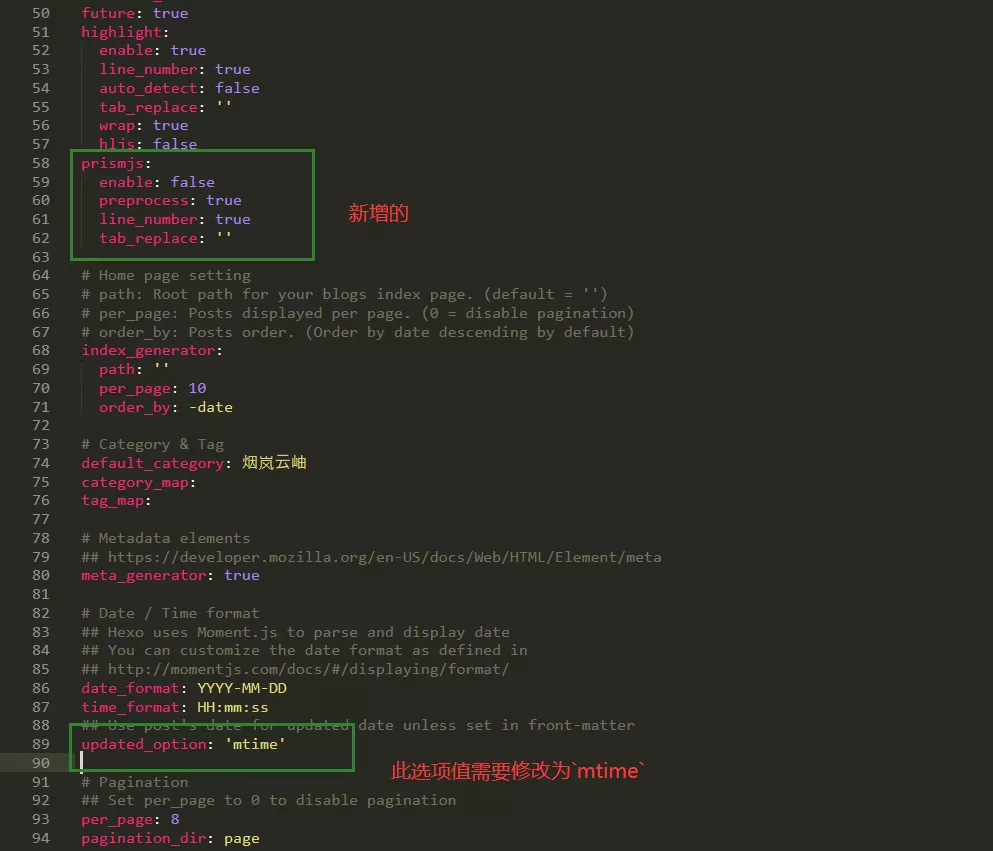 50 future: true
51 highlight:
52   enable: true
53   line_number: true
54   auto_detect: false
55   tab_replace: ''
56   wrap: true
57   hljs: false
58 prismjs:
59   enable: false
60   preprocess: true
新增的
61   line_number: true
62   tab_replace: ''
63
64 # Home page setting
65 # path: Root path for your blogs index page. (default = '')
66 # per_page: Posts displayed per page. (0 = disable pagination)
67 # order_by: Posts order. (Order by date descending by default)
68 index_generator:
69   path: ''
70   per_page: 10
71   order_by: -date
72
73 # Category & Tag
74 default_category: 烟岚云岫
75 category_map:
76 tag_map:
77
78 # Metadata elements
79 ## https://developer.mozilla.org/en-US/docs/Web/HTML/Element/meta
80 meta_generator: true
81
82 # Date / Time format
83 ## Hexo uses Moment.js to parse and display date
84 ## You can customize the date format as defined in
85 ## http://momentjs.com/docs/#/displaying/format/
86 date_format: YYYY-MM-DD
87 time_format: HH:mm:ss
88 ## Use post's date for updated date unless set in front-matter
89 updated_option: 'mtime'
90
此选项值需要修改为`mtime`
91 # Pagination
92 ## Set per_page to 0 to disable pagination
93 per_page: 8
94 pagination_dir: page